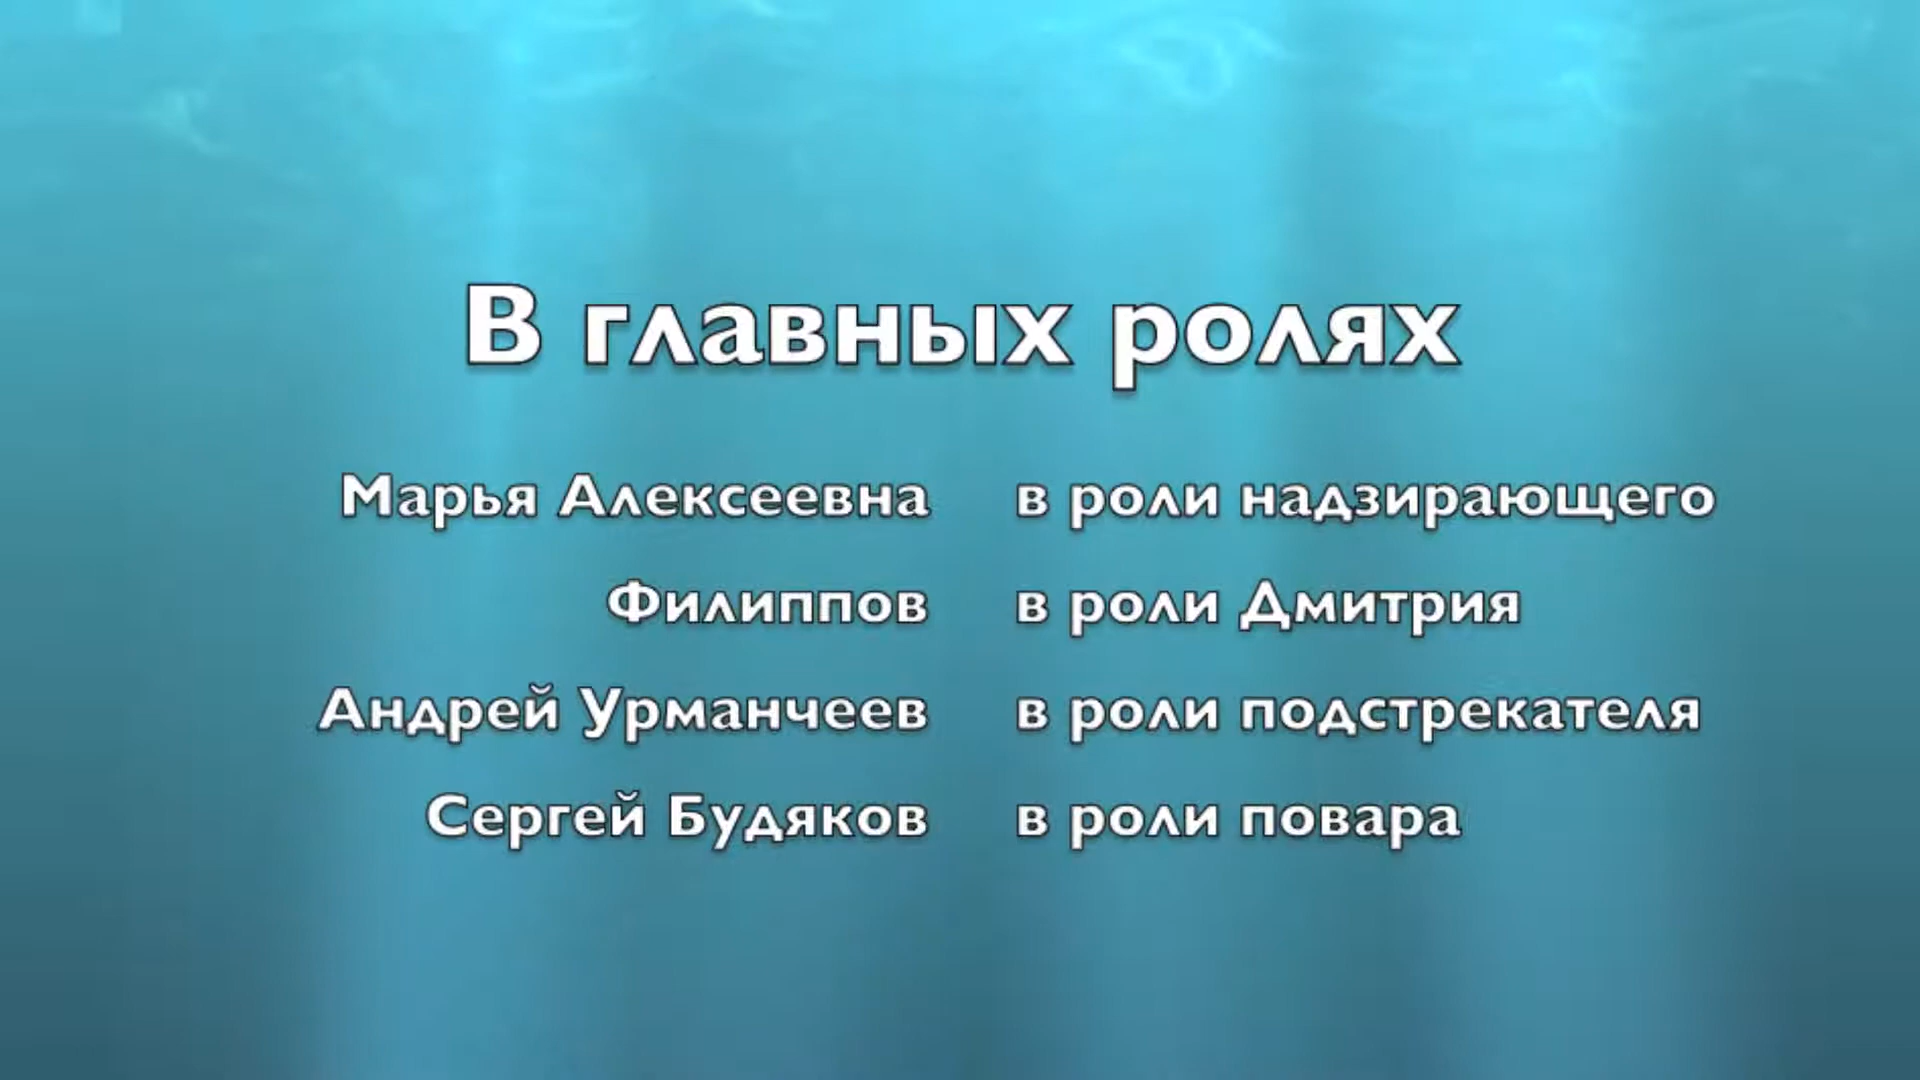 В главных ролях
Марья Алексеевна в роли надзирающего
Филиппов в роли Дмитрия
Андрей Урманчеев в роли подстрекателя
Сергей Будяков в роли повара